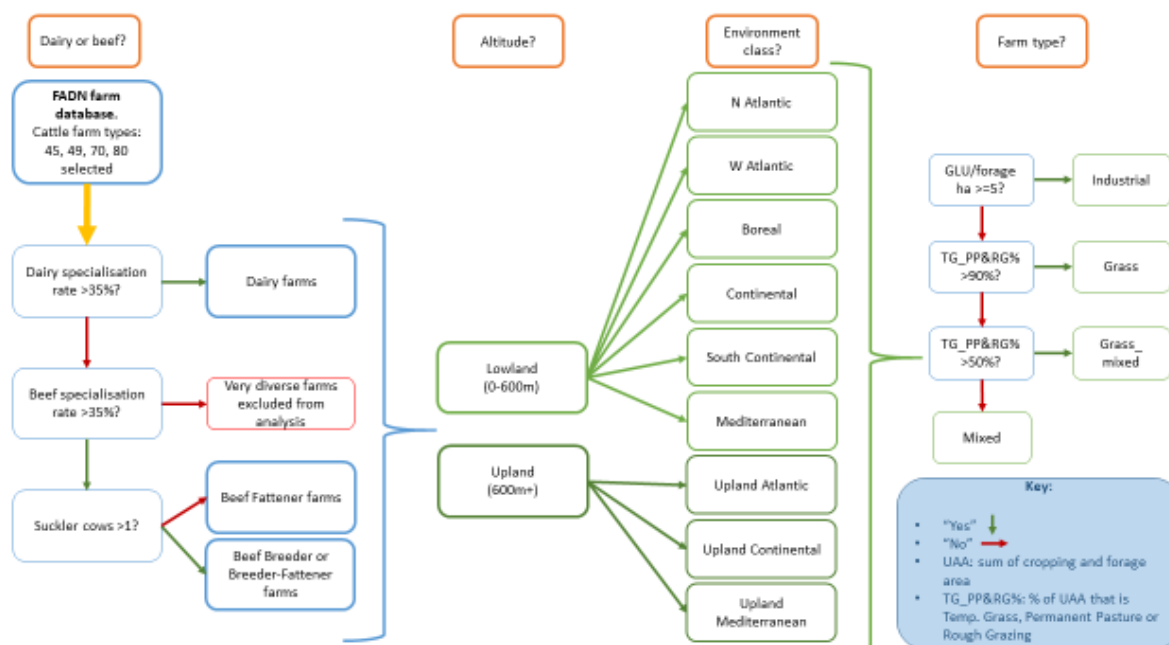 Dairy or beef?
FADN farm
database.
Cattle farm types:
45, 49, 70, 80
selected
Dairy specialisation
rate >35%?
Dairy farms
Beef specialisation
rate >35%?
Very diverse farms
excluded from
analysis
Suckler cows >1?
Beef Fattener farms
Beef Breeder or
Breeder-Fattener
farms
Altitude?
Lowland
(0-600m)
Upland
(600m+)
Environment
class?
N Atlantic
W Atlantic
Boreal
Continental
South Continental
Mediterranean
Upland Atlantic
Upland Continental
Upland
Mediterranean
Farm type?
GLU/forage
ha >=5?
Industrial
TG_PP&RG%
>90%?
Grass
TG_PP&RG%
>50%?
Grass_
mixed
Mixed
Key:
• "Yes"
• "No"
• UAA: sum of cropping and forage
area
• TG_PP&RG%: % of UAA that is
Temp. Grass, Permanent Pasture or
Rough Grazing